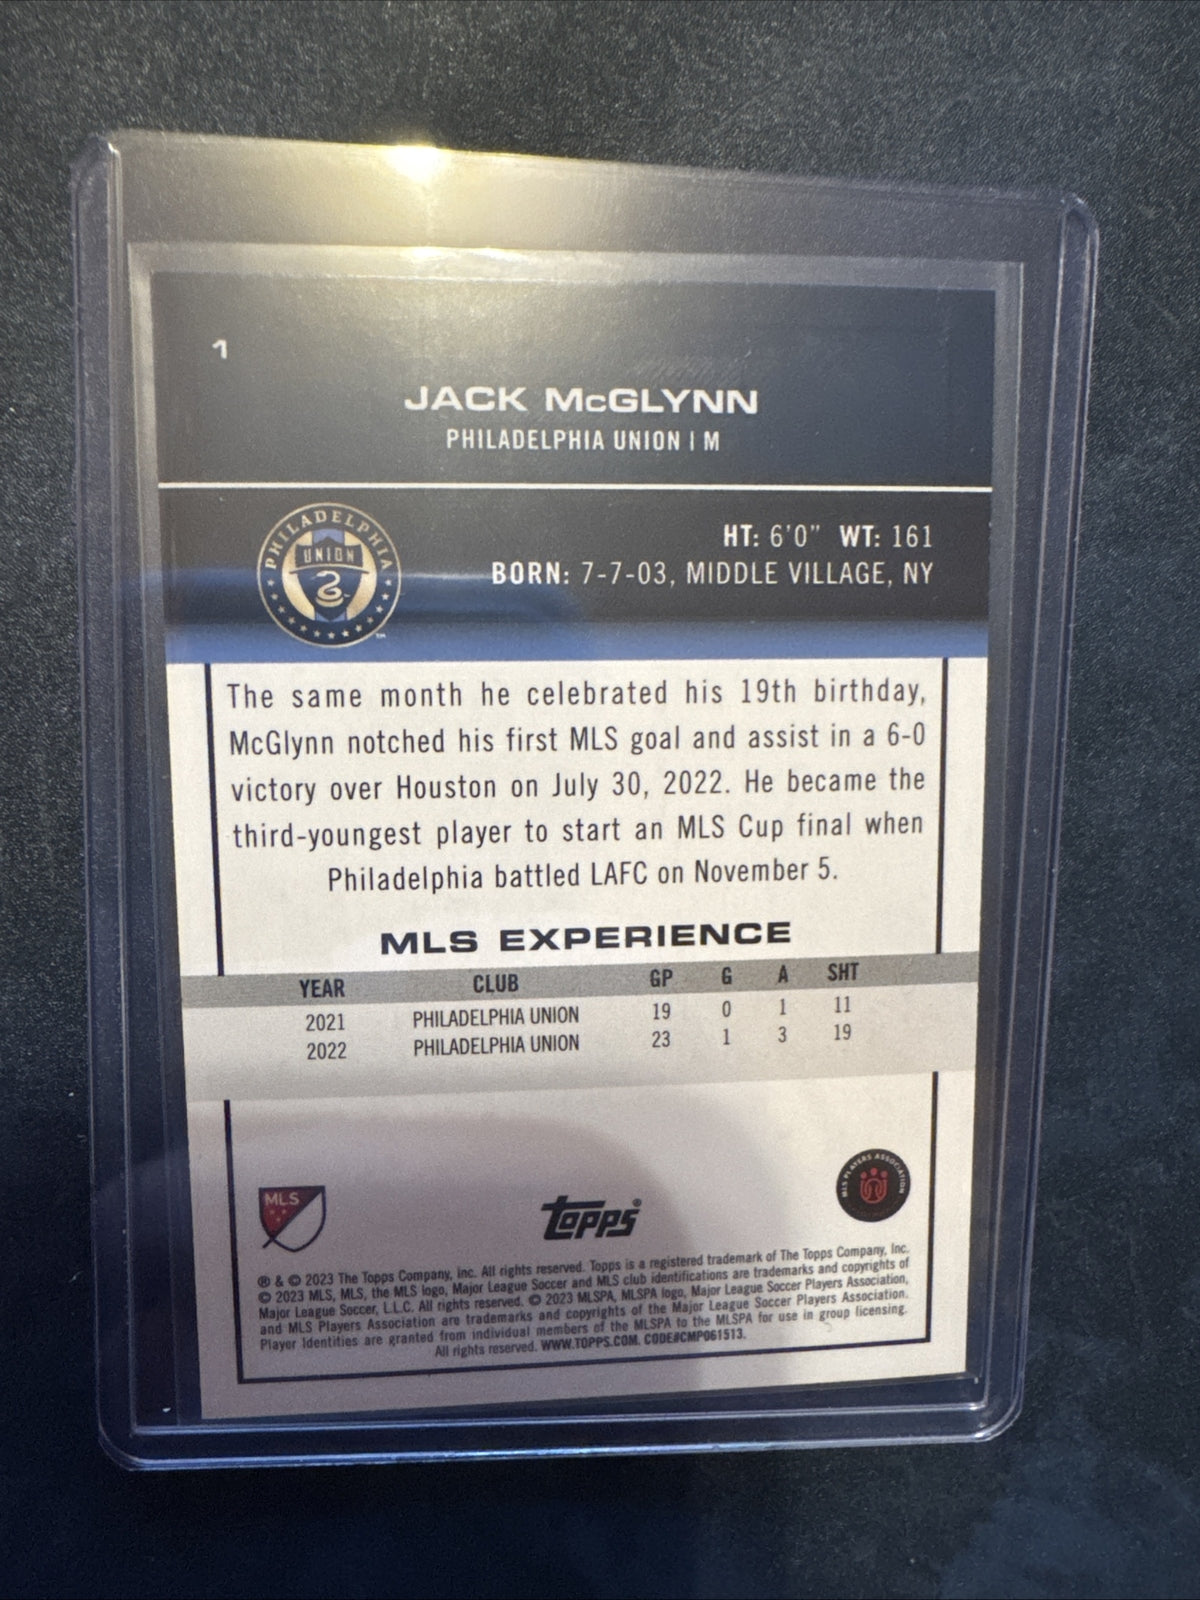 1
JACK McGLYNN
PHILADELPHIA UNION | M
PHILADELPHIA
UNION
™
HT: 6'0" WT: 161
BORN: 7-7-03, MIDDLE VILLAGE, NY
The same month he celebrated his 19th birthday,
McGlynn notched his first MLS goal and assist in a 6-0
victory over Houston on July 30, 2022. He became the
third-youngest player to start an MLS Cup final when
Philadelphia battled LAFC on November 5.
MLS EXPERIENCE
YEAR CLUB GP G A SHT
2021 PHILADELPHIA UNION 19 0 1 11
2022 PHILADELPHIA UNION 23 1 3 19
MLS
topps®
MLS PLAYERS ASSOCIATION
® & © 2023 The Topps Company, Inc. All rights reserved. Topps is a registered trademark of The Topps Company, Inc.
© 2023 MLS, MLS, the MLS logo, Major League Soccer and MLS club identifications are trademarks and copyrights of
Major League Soccer, L.L.C. All rights reserved. © 2023 MLSPA, MLSPA logo, Major League Soccer Players Association,
and MLS Players Association are trademarks and copyrights of the Major League Soccer Players Association.
Player Identities are granted from individual members of the MLSPA to the MLSPA for use in group licensing.
All rights reserved. WWW.TOPPS.COM. CODE#CMP061513.